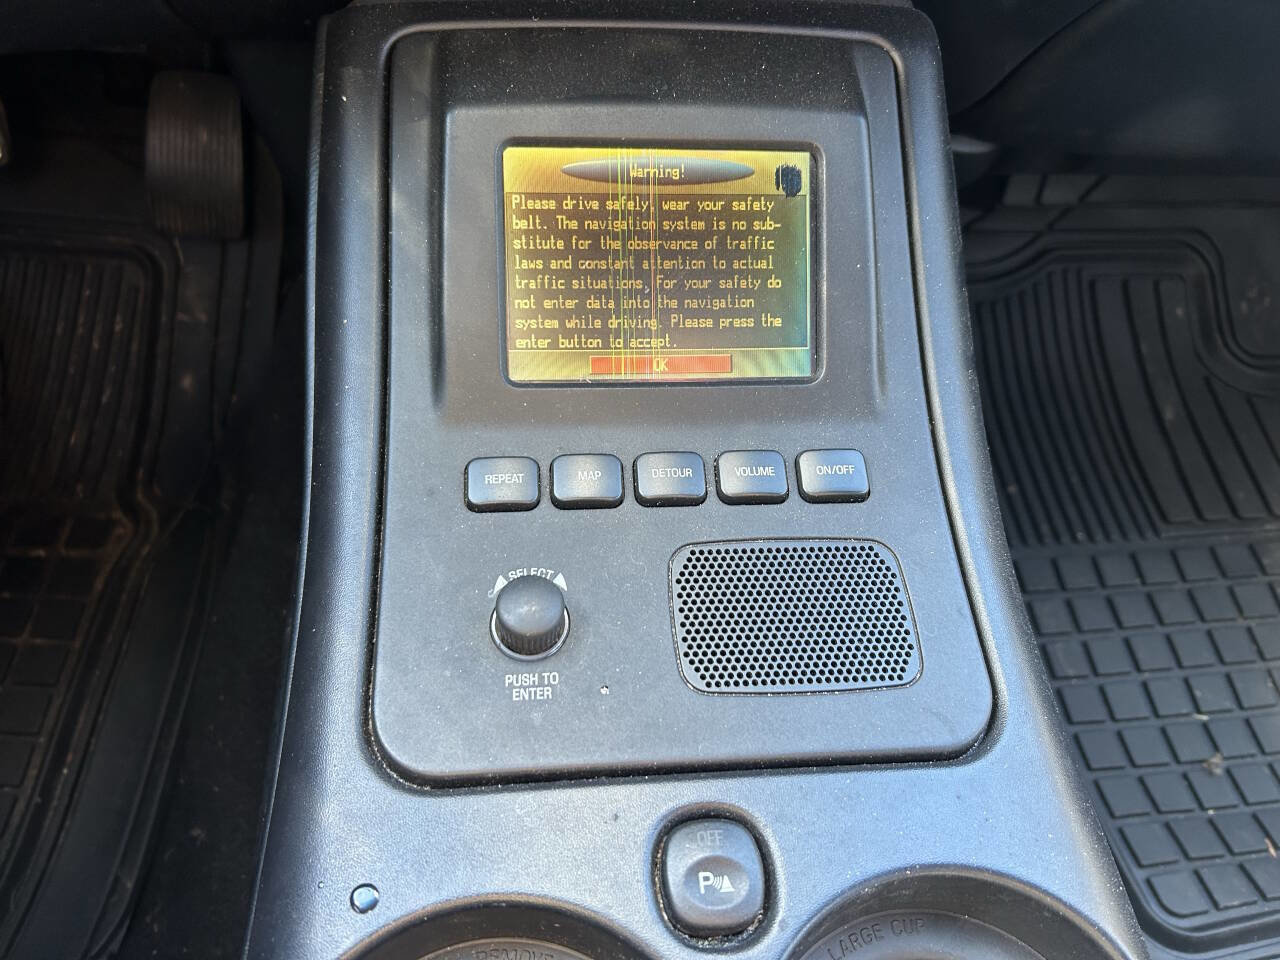 Warning!
Please drive safely, wear your safety
belt. The navigation system is no sub-
stitute for the observance of traffic
laws and constant attention to actual
traffic situations. For your safety do
not enter data into the navigation
system while driving. Please press the
enter button to accept.
OK
REPEAT
MAP
DETOUR
VOLUME
ON/OFF
SELECT
PUSH TO
ENTER
OFF
P
REMOVE
LARGE CUP